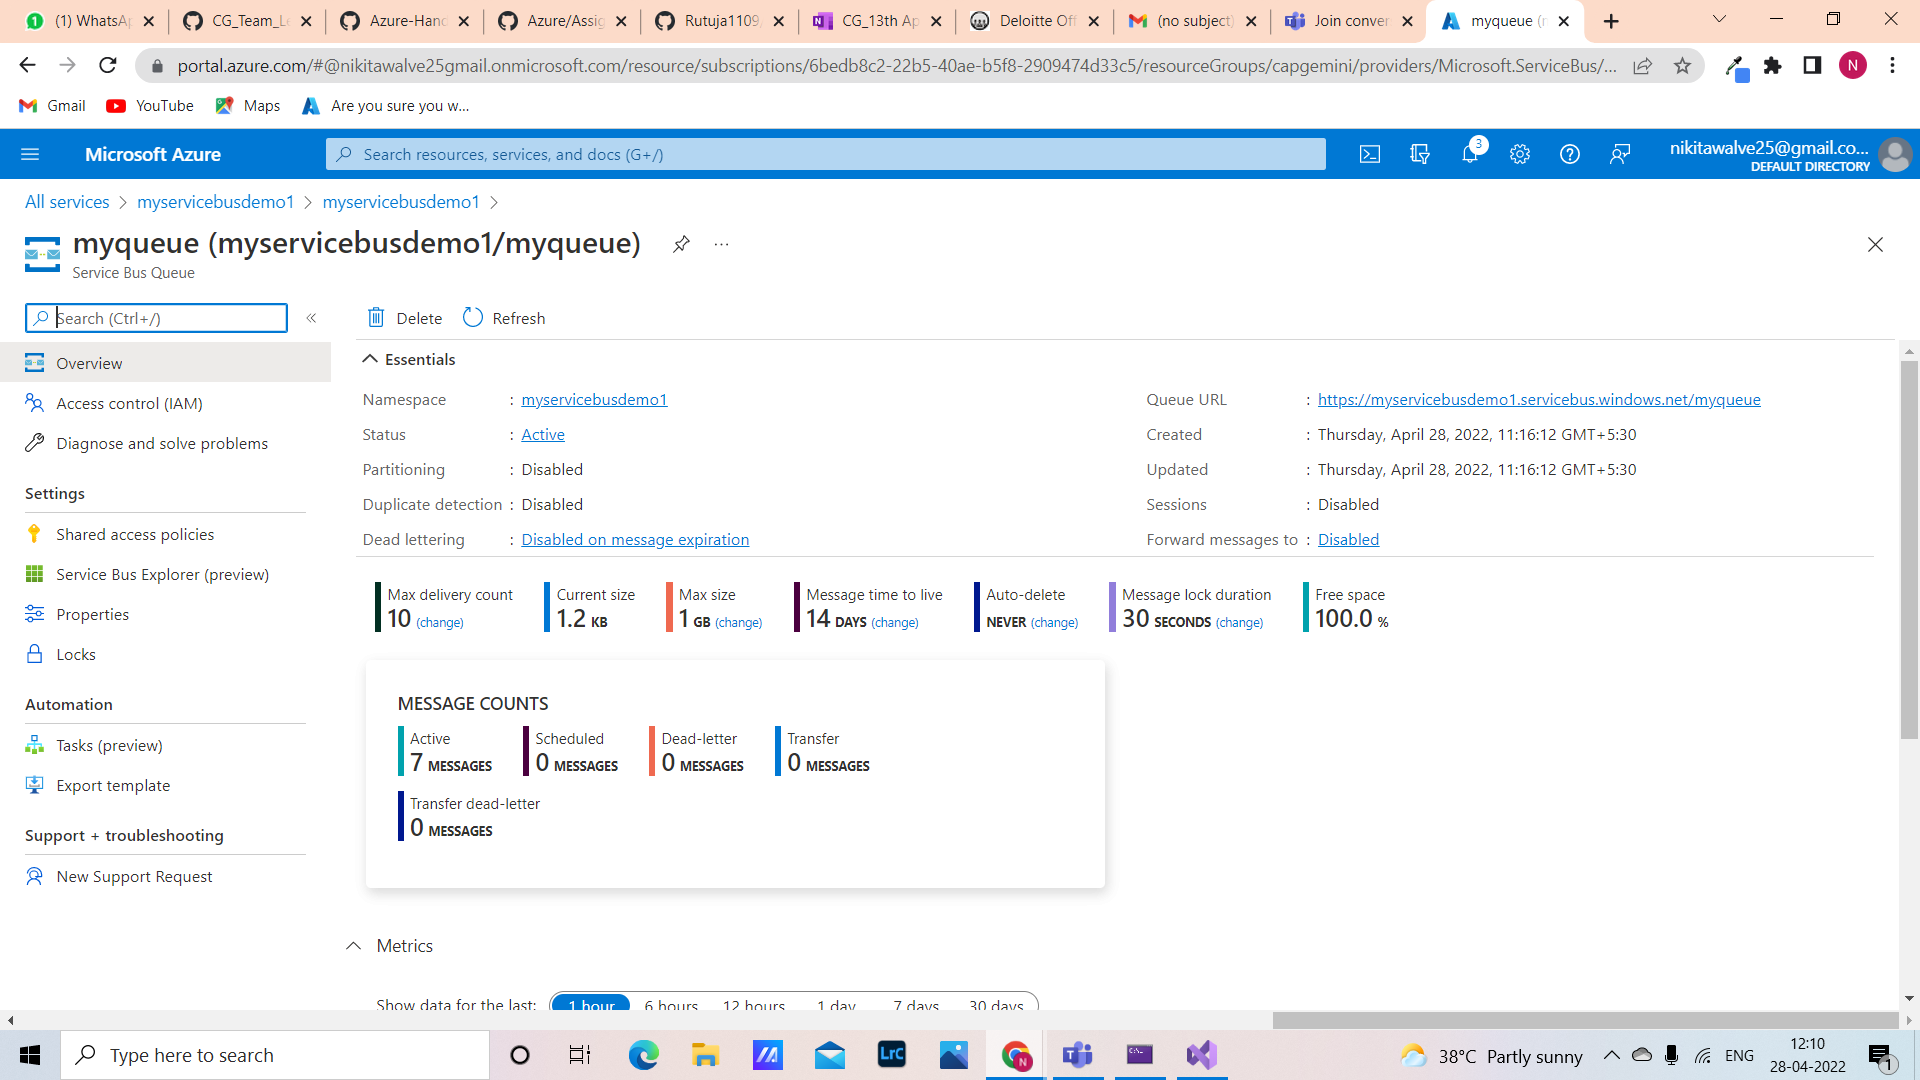 (1) WhatsAp
CG_Team_Le
Azure-Hand
Azure/Assig
Rutuja1109
CG_13th Ap
Deloitte Off
(no subject)
Join conver
myqueue (m
portal.azure.com/#@nikitawalve25gmail.onmicrosoft.com/resource/subscriptions/6bedb8c2-22b5-40ae-b5f8-2909474d33c5/resourceGroups/capgemini/providers/Microsoft.ServiceBus/...
N
Gmail
YouTube
Maps
Are you sure you w...
Microsoft Azure
Search resources, services, and docs (G+/)
3
nikitawalve25@gmail.co...
DEFAULT DIRECTORY
All services > myservicebusdemo1 > myservicebusdemo1 >
myqueue (myservicebusdemo1/myqueue)
Service Bus Queue
Search (Ctrl+/)
Overview
Access control (IAM)
Diagnose and solve problems
Settings
Shared access policies
Service Bus Explorer (preview)
Properties
Locks
Automation
Tasks (preview)
Export template
Support + troubleshooting
New Support Request
Delete
Refresh
Essentials
Namespace : myservicebusdemo1
Status : Active
Partitioning : Disabled
Duplicate detection : Disabled
Dead lettering : Disabled on message expiration
Queue URL : https://myservicebusdemo1.servicebus.windows.net/myqueue
Created : Thursday, April 28, 2022, 11:16:12 GMT+5:30
Updated : Thursday, April 28, 2022, 11:16:12 GMT+5:30
Sessions : Disabled
Forward messages to : Disabled
Max delivery count
10 (change)
Current size
1.2 KB
Max size
1 GB (change)
Message time to live
14 DAYS (change)
Auto-delete
NEVER (change)
Message lock duration
30 SECONDS (change)
Free space
100.0 %
MESSAGE COUNTS
Active
7 MESSAGES
Scheduled
0 MESSAGES
Dead-letter
0 MESSAGES
Transfer
0 MESSAGES
Transfer dead-letter
0 MESSAGES
Metrics
Show data for the last: 1 hour 6 hours 12 hours 1 day 7 days 30 days
Type here to search
LrC
N
38°C Partly sunny
ENG
12:10
28-04-2022
1